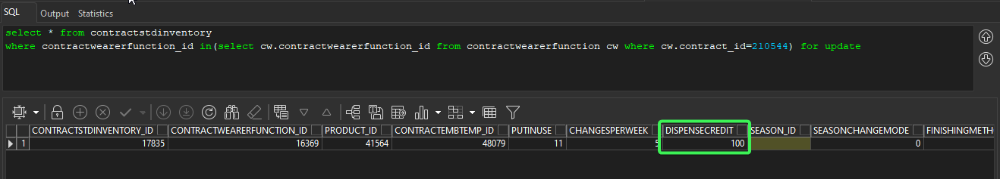 SQL Output Statistics
select * from contractstdinventory
where contractwearerfunction_id in(select cw.contractwearerfunction_id from contractwearerfunction cw where cw.contract_id=210544) for update
CONTRACTSTDINVENTORY_ID CONTRACTWEARERFUNCTION_ID PRODUCT_ID CONTRACTEMBTEMP_ID PUTINUSE CHANGESPERWEEK DISPENSECREDIT SEASON_ID SEASONCHANGEMODE FINISHINGMETH
1 17835 16369 41564 48079 11 5 100 0